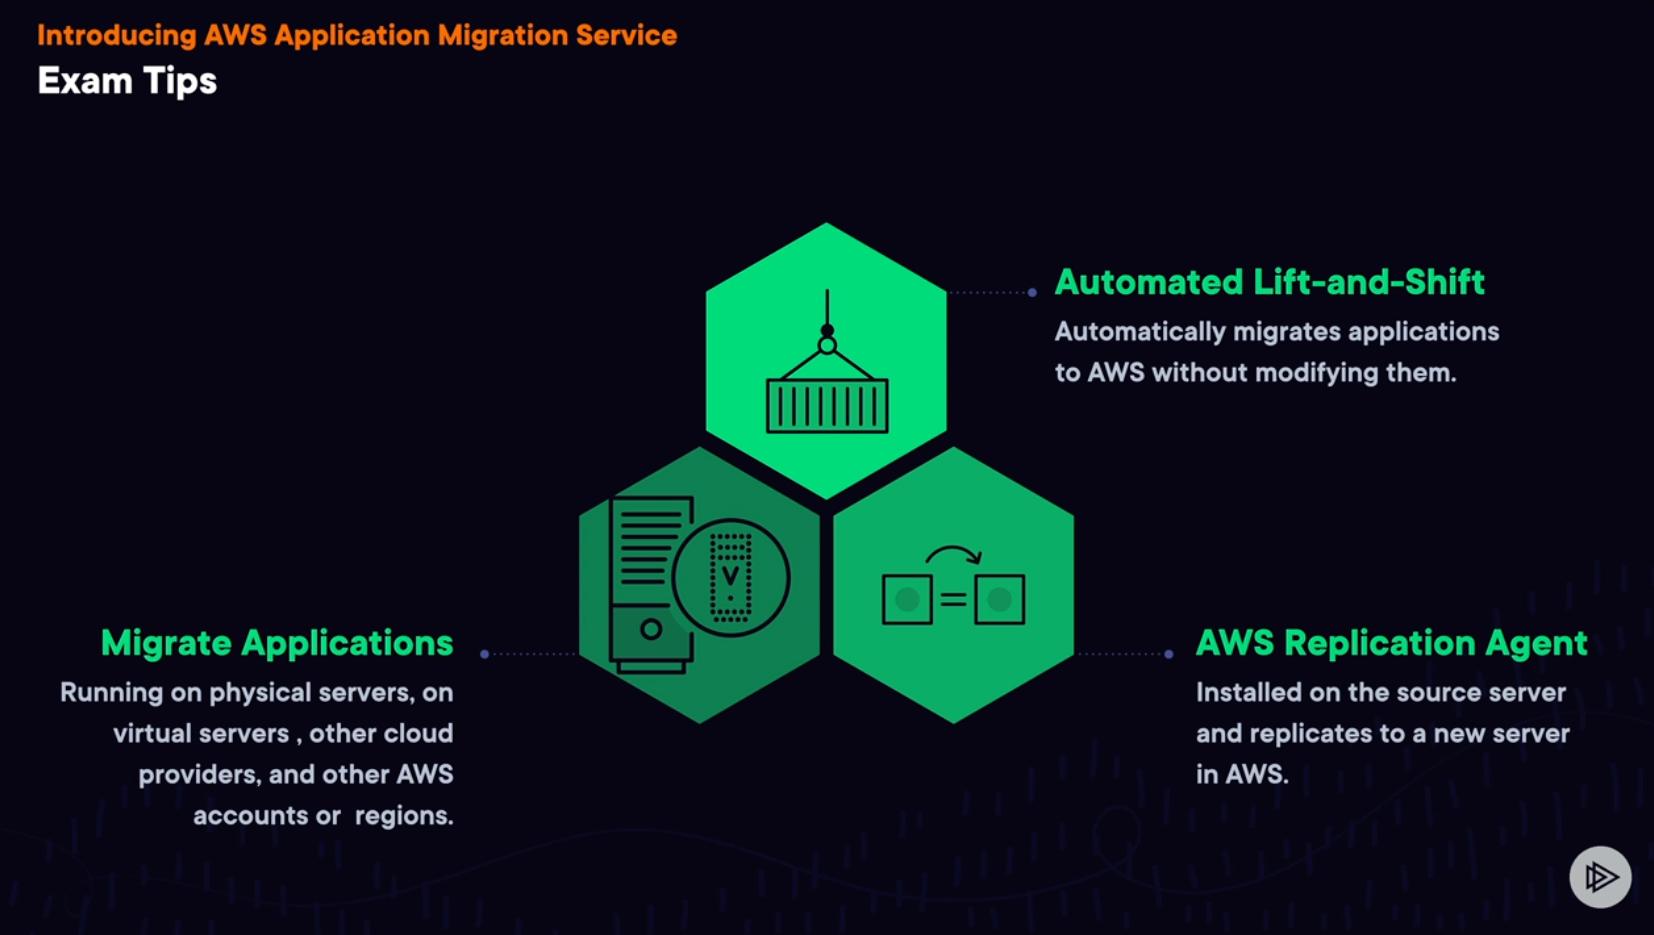 Introducing AWS Application Migration Service
Exam Tips
Automated Lift-and-Shift
Automatically migrates applications
to AWS without modifying them.
V
Migrate Applications
Running on physical servers, on
virtual servers , other cloud
providers, and other AWS
accounts or  regions.
AWS Replication Agent
Installed on the source server
and replicates to a new server
in AWS.